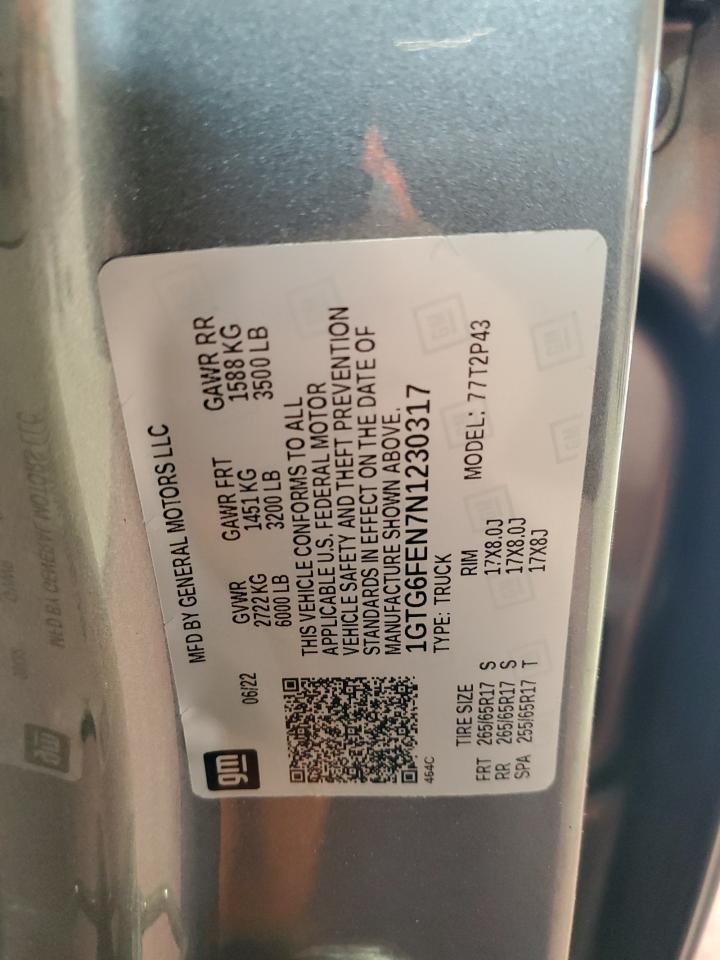 gm
06/22
MFD BY GENERAL MOTORS LLC
GVWR GAWR FRT GAWR RR
2722 KG 1451 KG 1588 KG
6000 LB 3200 LB 3500 LB
THIS VEHICLE CONFORMS TO ALL
APPLICABLE U.S. FEDERAL MOTOR
VEHICLE SAFETY AND THEFT PREVENTION
STANDARDS IN EFFECT ON THE DATE OF
MANUFACTURE SHOWN ABOVE.
1GTG6FEN7N1230317
464C
TYPE: TRUCK MODEL: 77T2P43
TIRE SIZE RIM
FRT 265/65R17 S 17X8.0J
RR 265/65R17 S 17X8.0J
SPA 255/65R17 T 17X8J